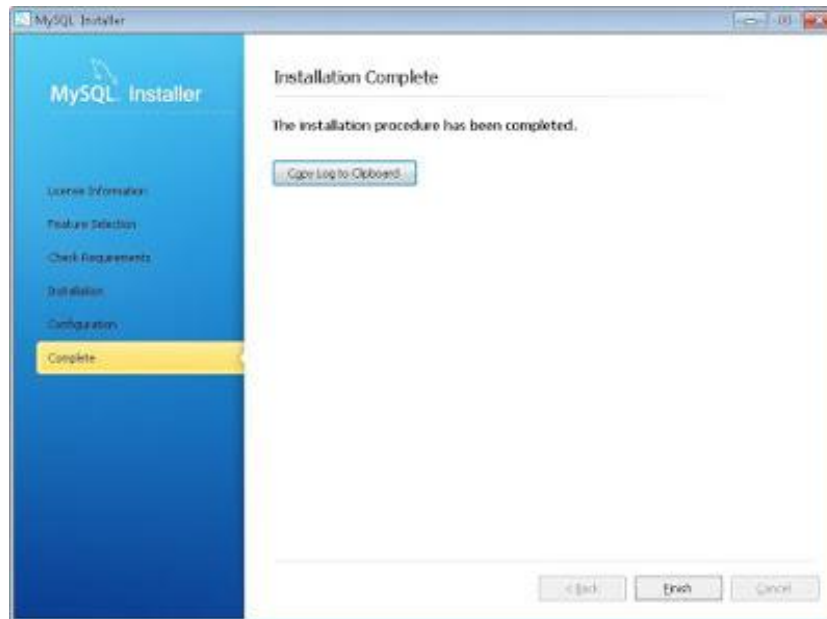 MySQL Installer
MySQL Installer
License Information
Feature Selection
Check Requirements
Installation
Configuration
Complete
Installation Complete
The installation procedure has been completed.
Copy Log to Clipboard
< Back
Finish
Cancel